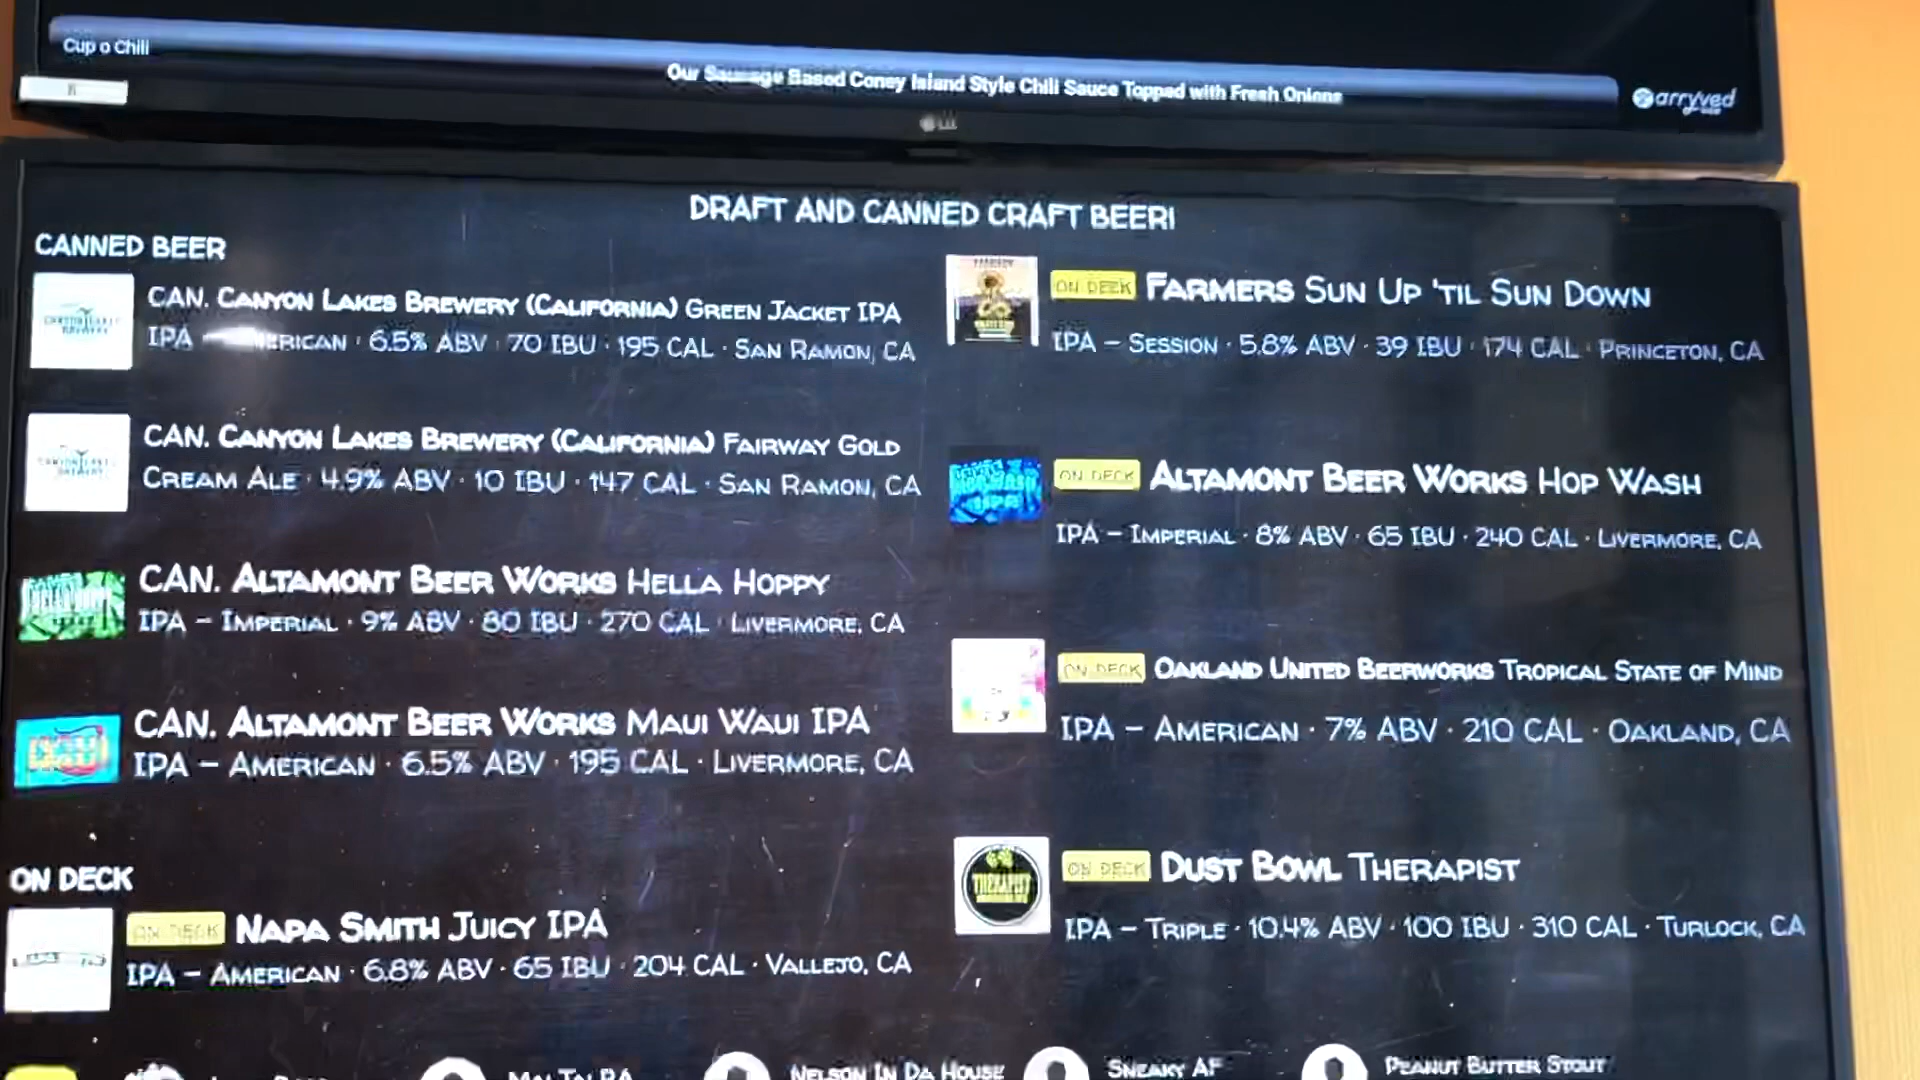 Cup o Chili
Our Sausage Based Coney Island Style Chili Sauce Topped with Fresh Onions
arryved
DRAFT AND CANNED CRAFT BEER!
CANNED BEER
CAN. CANYON LAKES BREWERY (CALIFORNIA) GREEN JACKET IPA
IPA - AMERICAN · 6.5% ABV · 70 IBU · 195 CAL · SAN RAMON, CA
CAN. CANYON LAKES BREWERY (CALIFORNIA) FAIRWAY GOLD
CREAM ALE · 4.9% ABV · 10 IBU · 147 CAL · SAN RAMON, CA
CAN. ALTAMONT BEER WORKS HELLA HOPPY
IPA - IMPERIAL · 9% ABV · 80 IBU · 270 CAL · LIVERMORE, CA
CAN. ALTAMONT BEER WORKS MAUI WAUI IPA
IPA - AMERICAN · 6.5% ABV · 195 CAL · LIVERMORE, CA
ON DECK
ON DECK NAPA SMITH JUICY IPA
IPA - AMERICAN · 6.8% ABV · 65 IBU · 204 CAL · VALLEJO, CA
ON DECK FARMERS SUN UP 'TIL SUN DOWN
IPA - SESSION · 5.8% ABV · 39 IBU · 174 CAL · PRINCETON, CA
ON DECK ALTAMONT BEER WORKS HOP WASH
IPA - IMPERIAL · 8% ABV · 65 IBU · 240 CAL · LIVERMORE, CA
ON DECK OAKLAND UNITED BEERWORKS TROPICAL STATE OF MIND
IPA - AMERICAN · 7% ABV · 210 CAL · OAKLAND, CA
THERAPIST
ON DECK DUST BOWL THERAPIST
IPA - TRIPLE · 10.4% ABV · 100 IBU · 310 CAL · TURLOCK, CA
MAI TAI PA
NELSON IN DA HOUSE
SNEAKY AF
PEANUT BUTTER STOUT